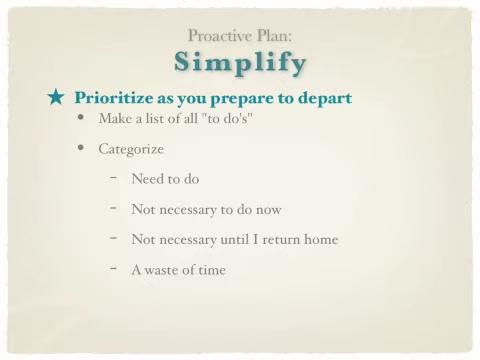 Proactive Plan:
Simplify
★ Prioritize as you prepare to depart
• Make a list of all "to do's"
• Categorize
– Need to do
– Not necessary to do now
– Not necessary until I return home
– A waste of time